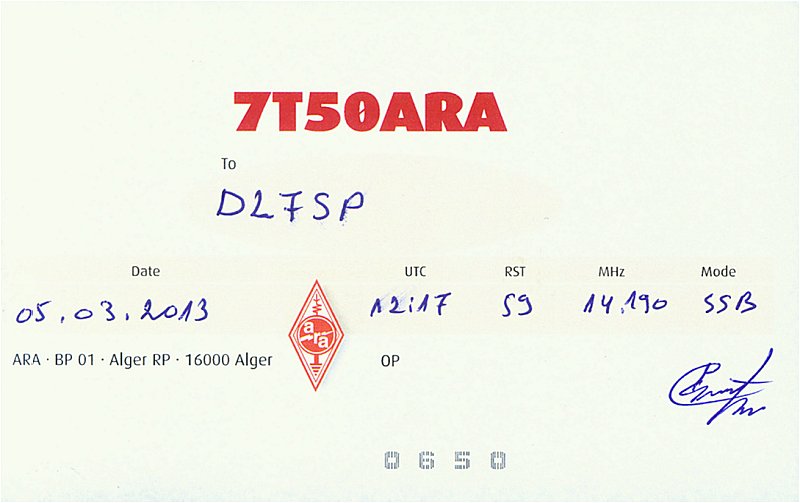 7T50ARA
To
DL7SP
Date UTC RST MHz Mode
05.03.2013 12:17 59 14.190 SSB
ara
ARA · BP 01 · Alger RP · 16000 Alger OP
0650